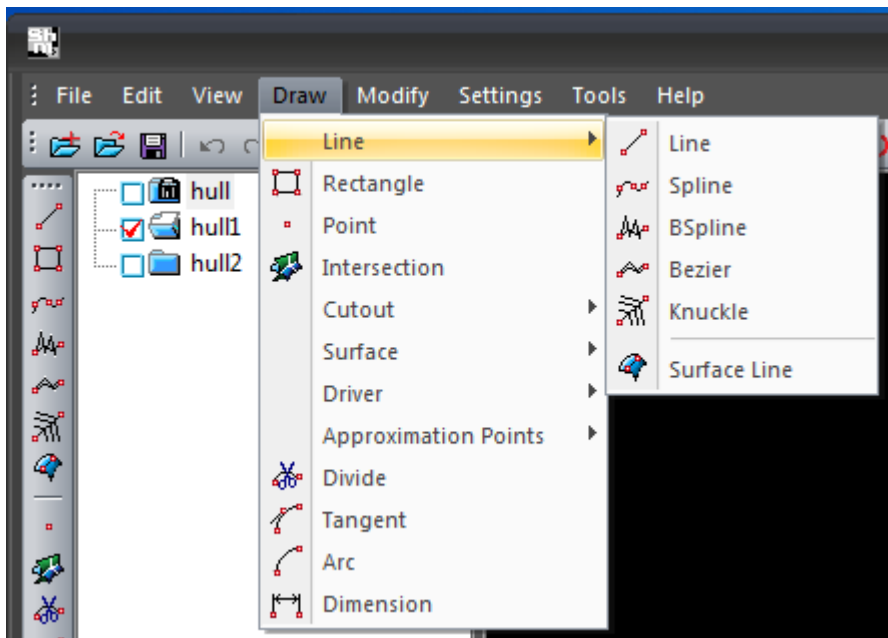 File Edit View Draw Modify Settings Tools Help
hull
hull1
hull2
Line
Rectangle
Point
Intersection
Cutout
Surface
Driver
Approximation Points
Divide
Tangent
Arc
Dimension
Line
Spline
BSpline
Bezier
Knuckle
Surface Line